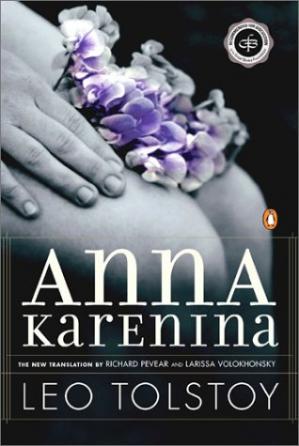 ANNA
KARENINA
THE NEW TRANSLATION BY RICHARD PEVEAR AND LARISSA VOLOKHONSKY
LEO TOLSTOY